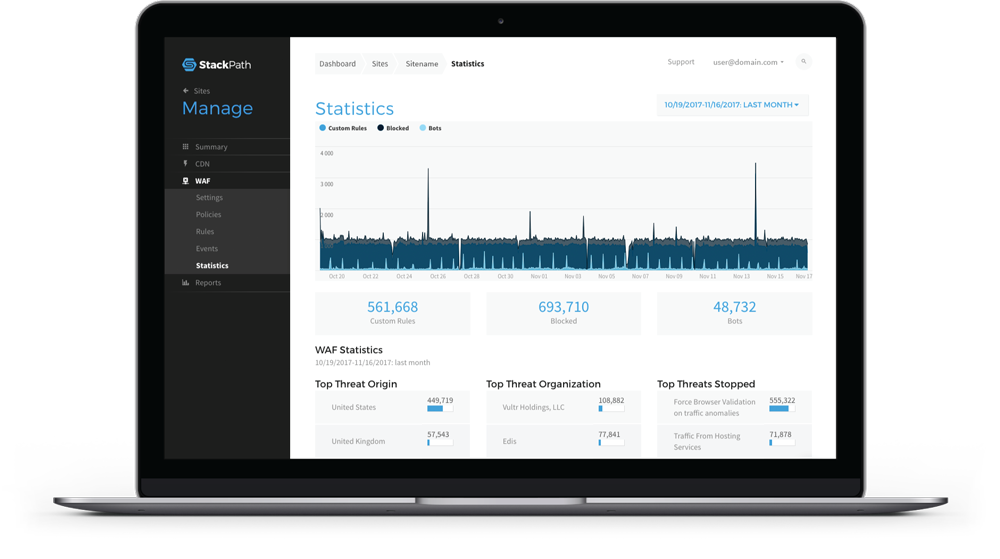 StackPath
Sites
Manage
Summary
CDN
WAF
Settings
Policies
Rules
Events
Statistics
Reports
Dashboard
Sites
Sitename
Statistics
Support
user@domain.com
Statistics
10/19/2017-11/16/2017: LAST MONTH
Custom Rules Blocked Bots
4 000
3 000
2 000
Oct 20 Oct 22 Oct 24 Oct 26 Oct 28 Oct 30 Nov 01 Nov 03 Nov 05 Nov 07 Nov 09 Nov 11 Nov 13 Nov 15 Nov 17
561,668
Custom Rules
693,710
Blocked
48,732
Bots
WAF Statistics
10/19/2017-11/16/2017: last month
Top Threat Origin
United States
449,719
United Kingdom
57,543
Top Threat Organization
Vultr Holdings, LLC
108,882
Edis
77,841
Top Threats Stopped
Force Browser Validation
on traffic anomalies
555,322
Traffic From Hosting
Services
71,878